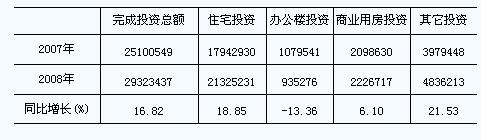 完成投资总额 住宅投资 办公楼投资 商业用房投资 其它投资
2007年 25100549 17942930 1079541 2098630 3979448
2008年 29323437 21325231 935276 2226717 4836213
同比增长(%) 16.82 18.85 -13.36 6.10 21.53